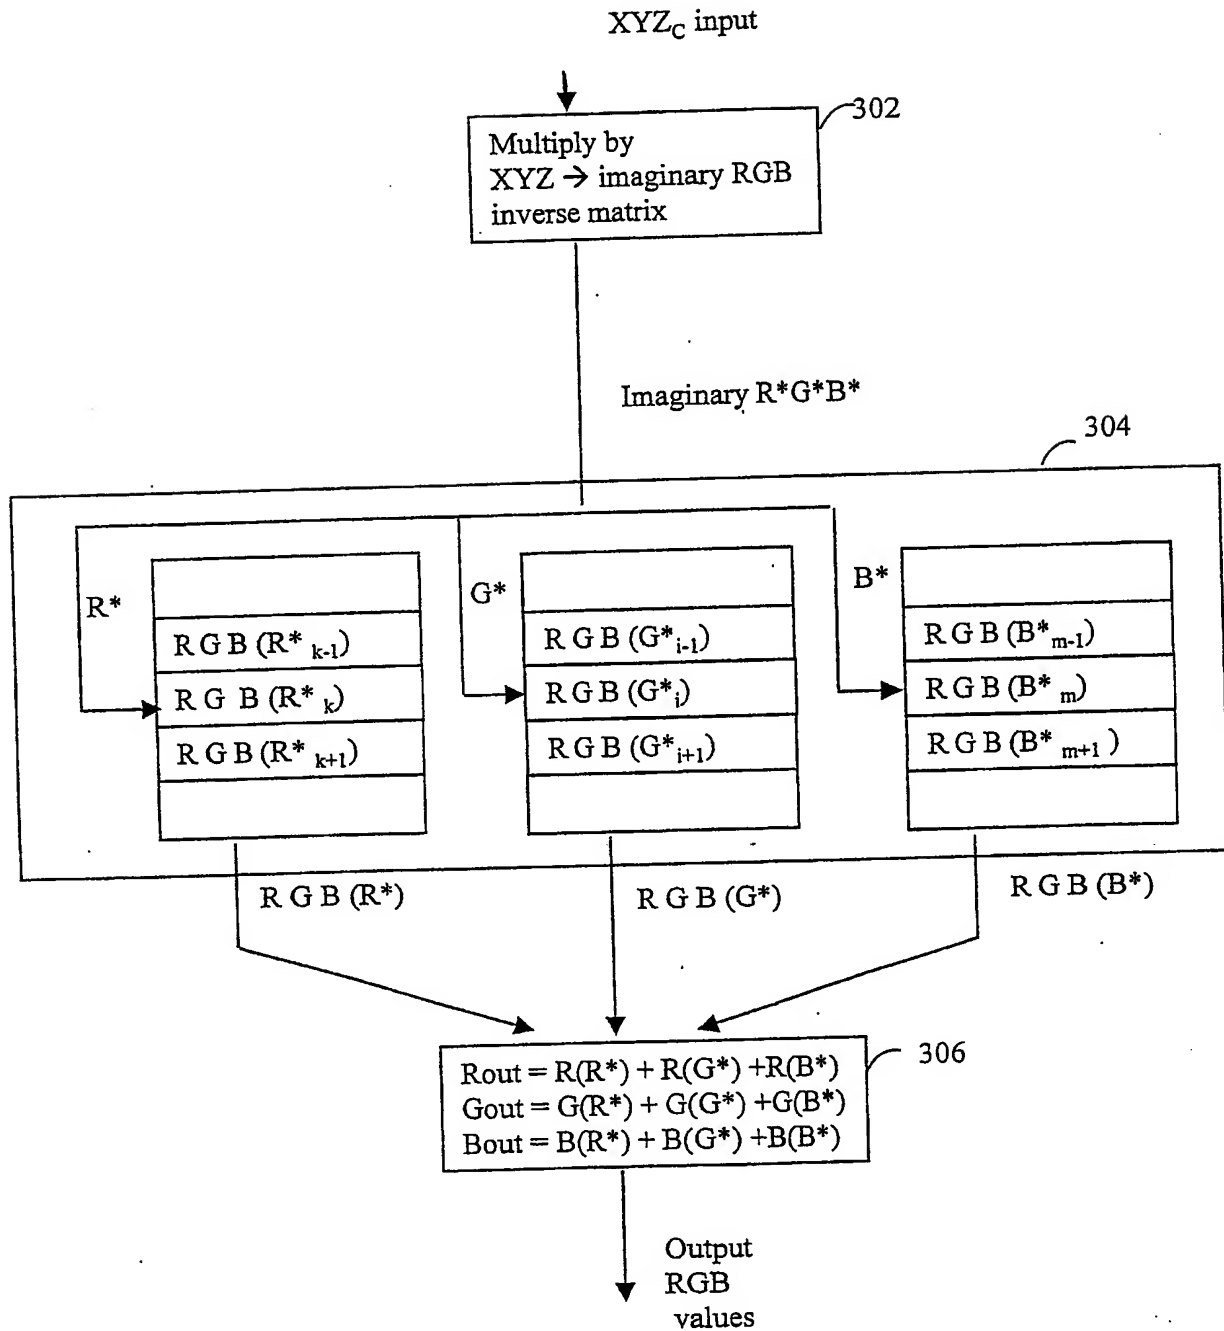 XYZC input
302
Multiply by
XYZ → imaginary RGB
inverse matrix
Imaginary R*G*B*
304
R*
G*
B*
R G B (R* k-1)
R G B (R* k)
R G B (R* k+1)
R G B (G*i-1)
R G B (G*i)
R G B (G*i+1)
R G B (B* m-1)
R G B (B* m)
R G B (B* m+1)
R G B (R*)
R G B (G*)
R G B (B*)
306
Rout = R(R*) + R(G*) +R(B*)
Gout = G(R*) + G(G*) +G(B*)
Bout = B(R*) + B(G*) +B(B*)
Output
RGB
values